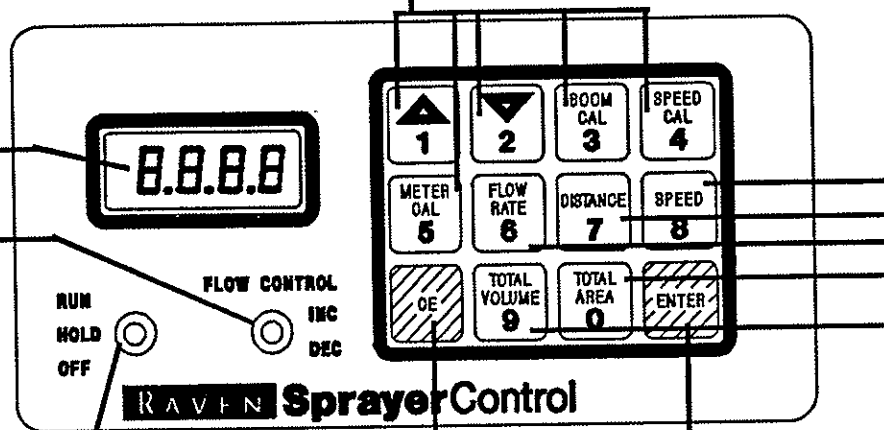 8.8.8.8
RUN
HOLD
OFF
FLOW CONTROL
INC
DEC
1
2
BOOM
CAL
3
SPEED
CAL
4
METER
CAL
5
FLOW
RATE
6
DISTANCE
7
SPEED
8
CE
TOTAL
VOLUME
9
TOTAL
AREA
0
ENTER
RAVEN SprayerControl